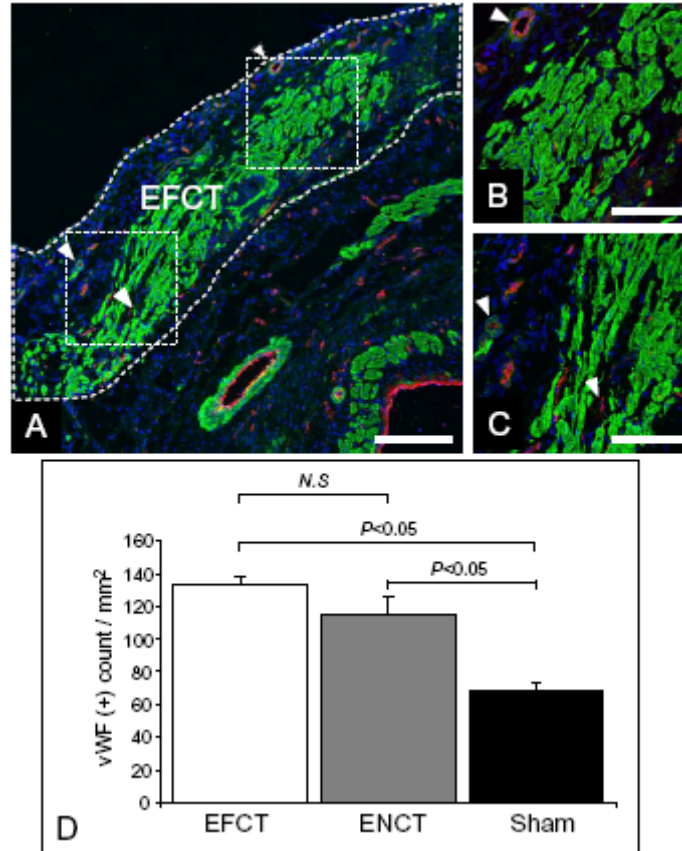 EFCT
A
B
C
N.S
P<0.05
P<0.05
160
140
120
100
80
60
40
20
0
vWF (+) count / mm²
EFCT ENCT Sham
D